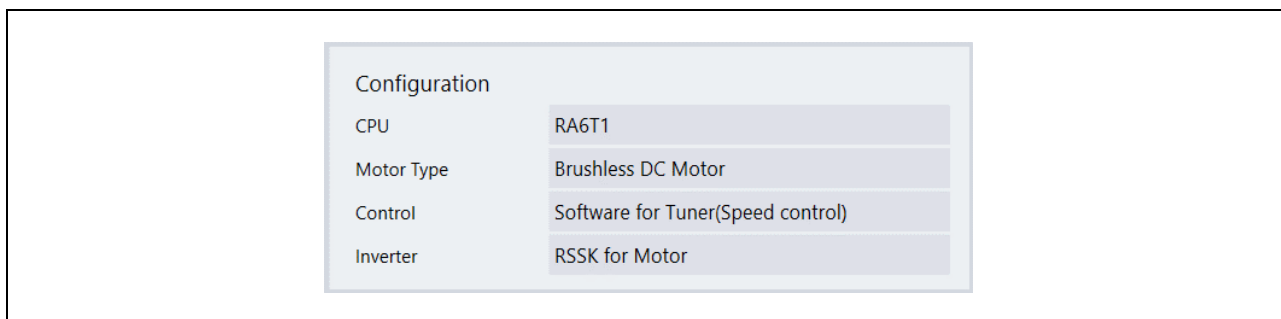 Configuration
CPU RA6T1
Motor Type Brushless DC Motor
Control Software for Tuner(Speed control)
Inverter RSSK for Motor